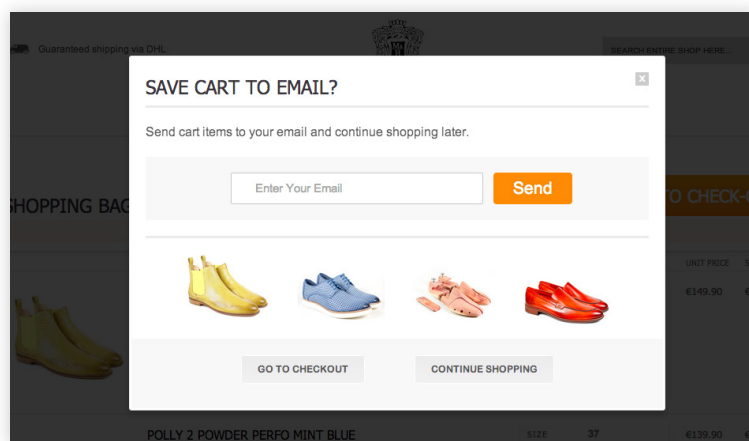 Guaranteed shipping via DHL
SEARCH ENTIRE SHOP HERE...
SAVE CART TO EMAIL?
x
Send cart items to your email and continue shopping later.
Enter Your Email
Send
SHOPPING BAG
TO CHECK-
UNIT PRICE
€149.90
GO TO CHECKOUT
CONTINUE SHOPPING
POLLY 2 POWDER PERFO MINT BLUE
SIZE
37
€139.90